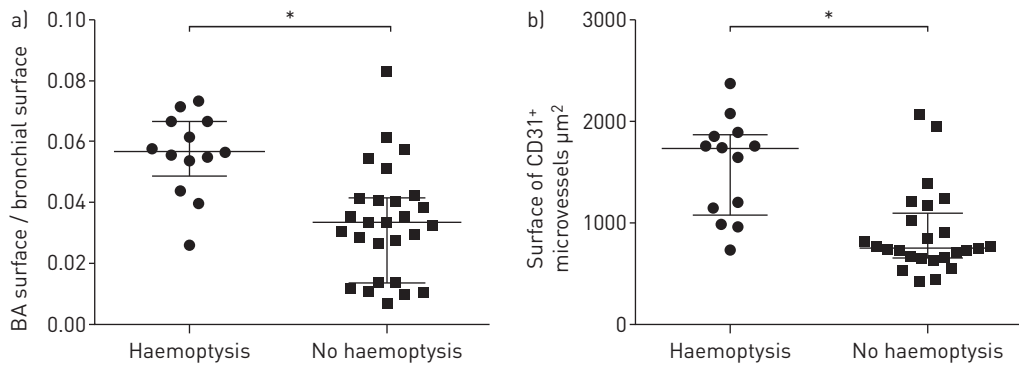 a)
BA surface / bronchial surface
0.10
0.08
0.06
0.04
0.02
0.00
*
Haemoptysis
No haemoptysis
b)
Surface of CD31⁺
microvessels µm²
3000
2000
1000
0
*
Haemoptysis
No haemoptysis